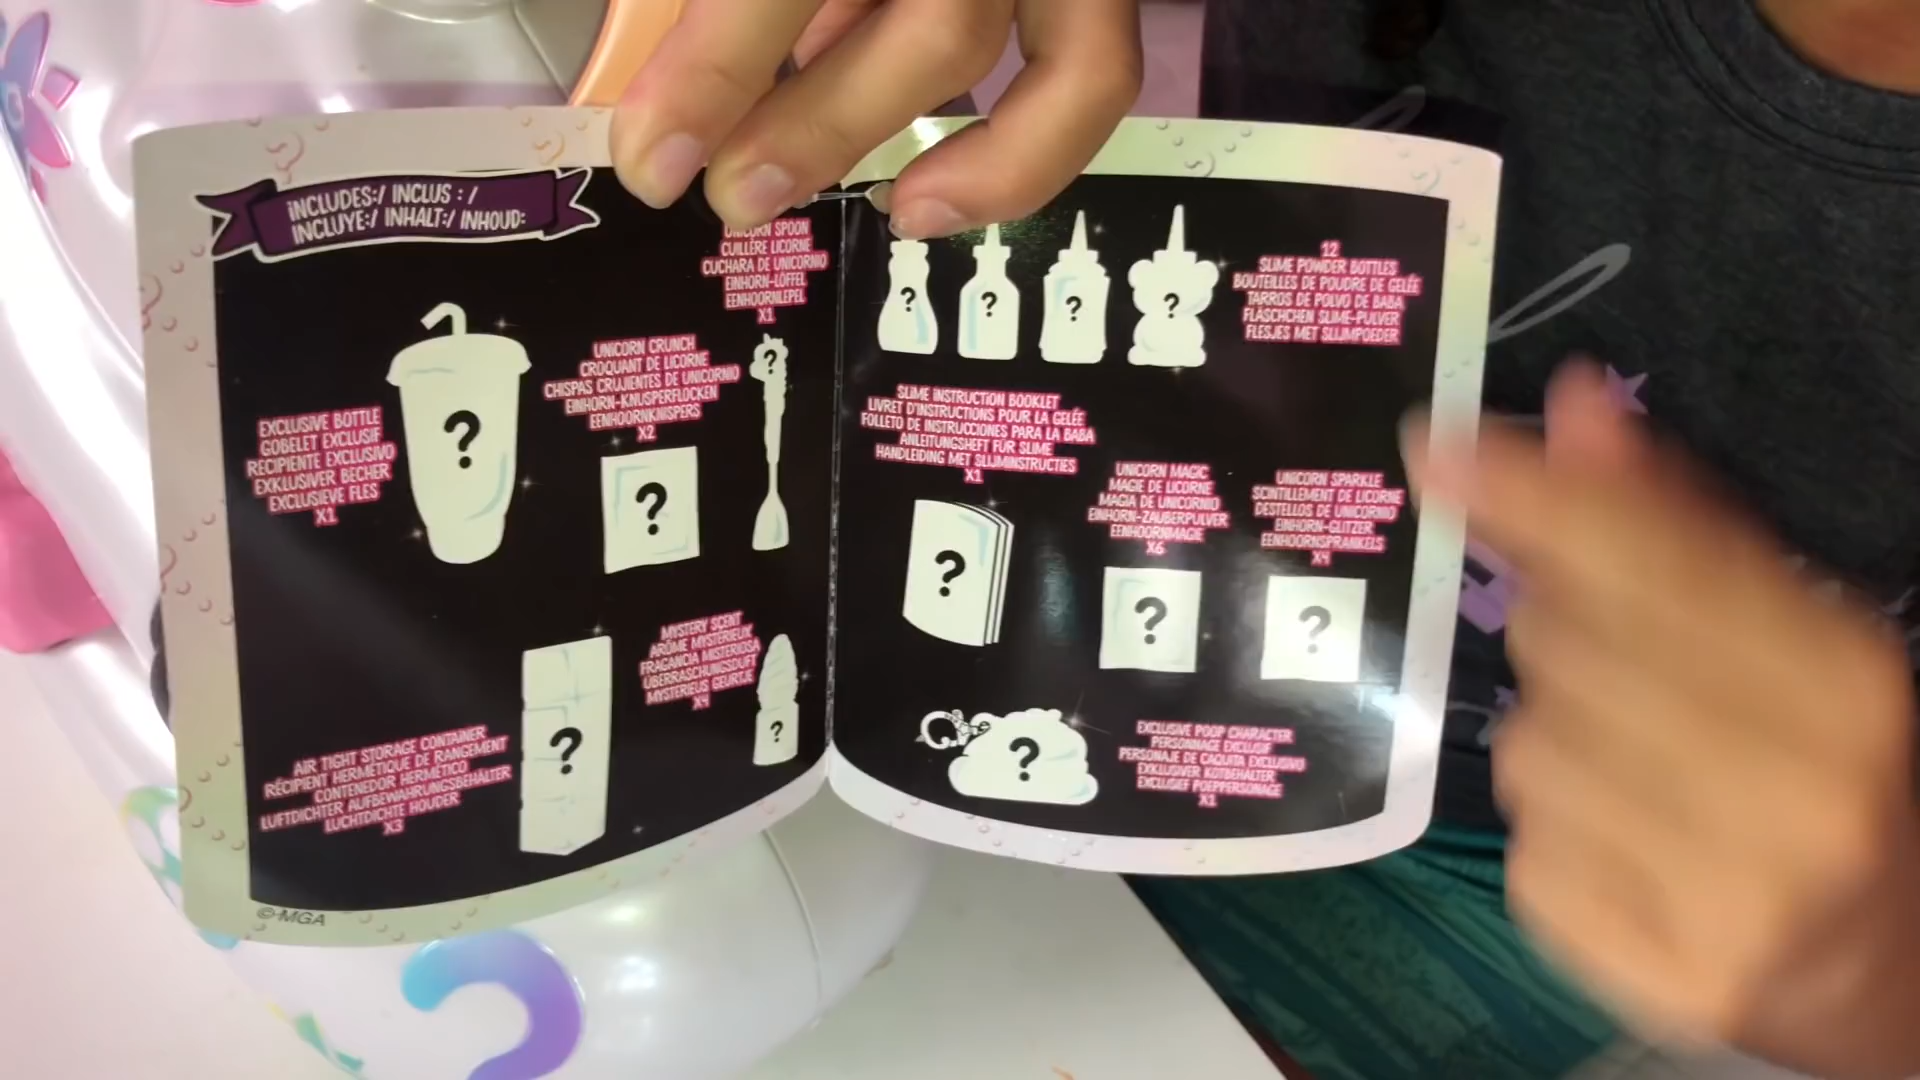 INCLUDES:/ INCLUS : /
INCLUYE:/ INHALT:/ INHOUD:
UNICORN SPOON
CUILLÈRE LICORNE
CUCHARA DE UNICORNIO
EINHORN-LÖFFEL
EENHOORNLEPEL
X1
UNICORN CRUNCH
CROQUANT DE LICORNE
CHISPAS CRUJIENTES DE UNICORNIO
EINHORN-KNUSPERFLOCKEN
EENHOORNKNISPERS
X2
EXCLUSIVE BOTTLE
GOBELET EXCLUSIF
RECIPIENTE EXCLUSIVO
EXKLUSIVER BECHER
EXCLUSIEVE FLES
X1
?
?
?
MYSTERY SCENT
ARÔME MYSTÉRIEUX
FRAGANCIA MISTERIOSA
ÜBERRASCHUNGSDUFT
MYSTERIEUS GEURTJE
X4
AIR TIGHT STORAGE CONTAINER
RÉCIPIENT HERMÉTIQUE DE RANGEMENT
CONTENEDOR HERMÉTICO
LUFTDICHTER AUFBEWAHRUNGSBEHÄLTER
LUCHTDICHTE HOUDER
X3
?
?
© MGA
? ? ? ?
12
SLIME POWDER BOTTLES
BOUTEILLES DE POUDRE DE GELÉE
TARROS DE POLVO DE BABA
FLÄSCHCHEN SLIME-PULVER
FLESJES MET SLIJMPOEDER
SLIME INSTRUCTION BOOKLET
LIVRET D'INSTRUCTIONS POUR LA GELÉE
FOLLETO DE INSTRUCCIONES PARA LA BABA
ANLEITUNGSHEFT FÜR SLIME
HANDLEIDING MET SLIJMINSTRUCTIES
X1
UNICORN MAGIC
MAGIE DE LICORNE
MAGIA DE UNICORNIO
EINHORN-ZAUBERPULVER
EENHOORNMAGIE
X6
UNICORN SPARKLE
SCINTILLEMENT DE LICORNE
DESTELLOS DE UNICORNIO
EINHORN-GLITZER
EENHOORNSPRANKELS
X4
?
?
?
?
EXCLUSIVE POOP CHARACTER
PERSONNAGE EXCLUSIF
PERSONAJE DE CAQUITA EXCLUSIVO
EXKLUSIVER KOTBEHÄLTER
EXCLUSIEF POEPPERSONAGE
X1
?